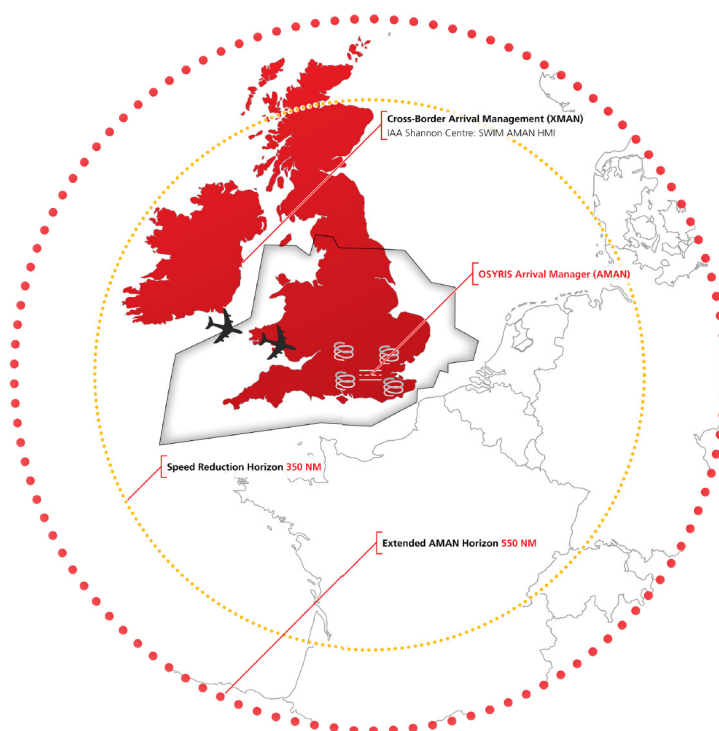 Cross-Border Arrival Management (XMAN)
IAA Shannon Centre: SWIM AMAN HMI
OSYRIS Arrival Manager (AMAN)
Speed Reduction Horizon 350 NM
Extended AMAN Horizon 550 NM